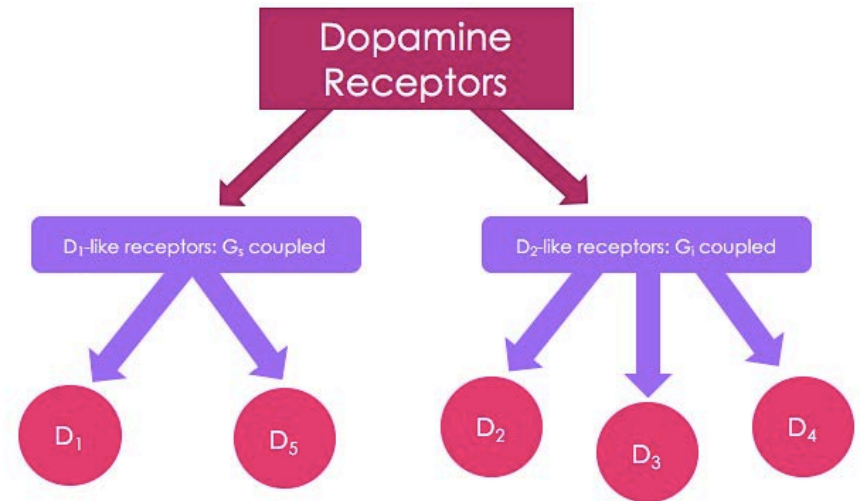 Dopamine
Receptors
D₁-like receptors: Gₛ coupled
D₂-like receptors: Gᵢ coupled
D₁
D₅
D₂
D₃
D₄